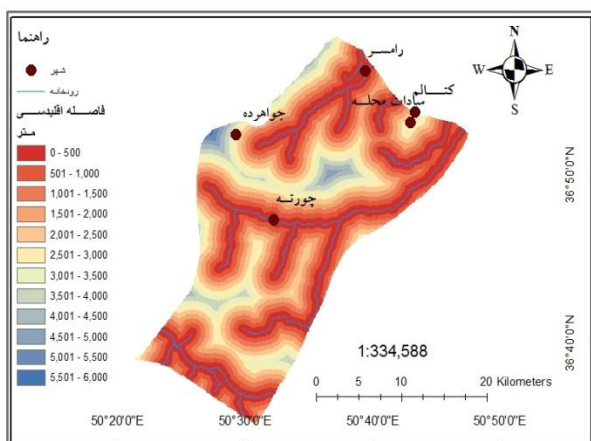 راهنما
شهر
رودخانه
فاصله اقلیدسی
متر
0 - 500
501 - 1,000
1,001 - 1,500
1,501 - 2,000
2,001 - 2,500
2,501 - 3,000
3,001 - 3,500
3,501 - 4,000
4,001 - 4,500
4,501 - 5,000
5,001 - 5,500
5,501 - 6,000
رامسر
کتالم
سادات محله
جواهرده
چورته
N
W E
S
36°50'0"N
36°40'0"N
1:334,588
0 5 10 20 Kilometers
50°20'0"E 50°30'0"E 50°40'0"E 50°50'0"E